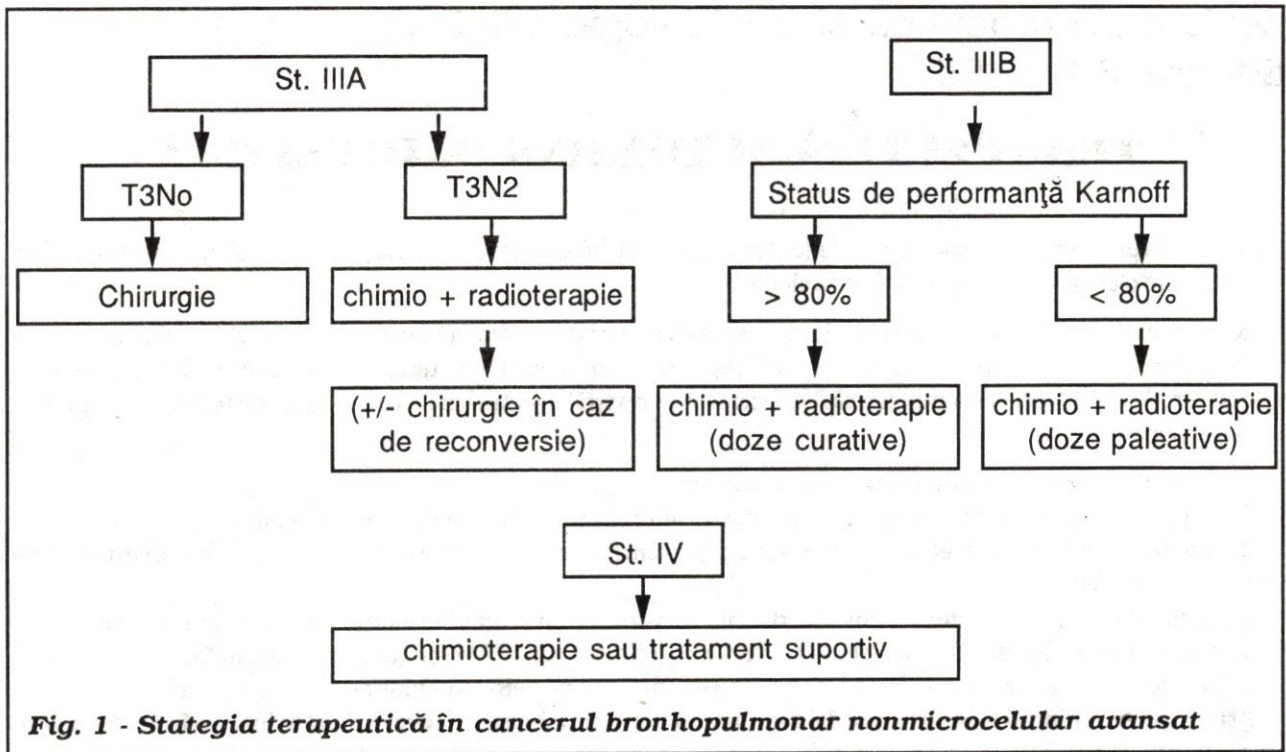 St. IIIA
St. IIIB
T3No
T3N2
Status de performanţă Karnoff
Chirurgie
chimio + radioterapie
> 80%
< 80%
(+/- chirurgie în caz
de reconversie)
chimio + radioterapie
(doze curative)
chimio + radioterapie
(doze paleative)
St. IV
chimioterapie sau tratament suportiv
Fig. 1 - Stategia terapeutică în cancerul bronhopulmonar nonmicrocelular avansat